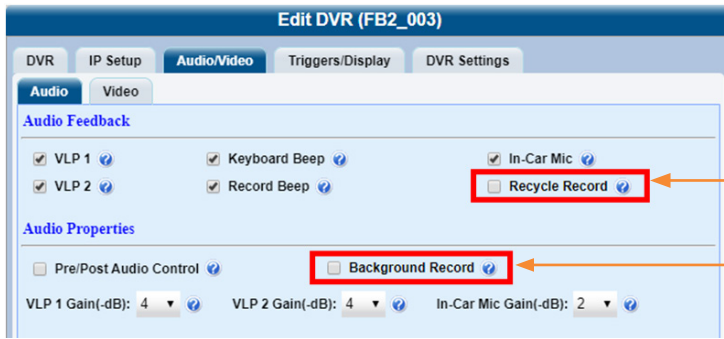 Edit DVR (FB2_003)
DVR IP Setup Audio/Video Triggers/Display DVR Settings
Audio Video
Audio Feedback
VLP 1 Keyboard Beep In-Car Mic
VLP 2 Record Beep Recycle Record
Audio Properties
Pre/Post Audio Control Background Record
VLP 1 Gain(-dB): 4 VLP 2 Gain(-dB): 4 In-Car Mic Gain(-dB): 2